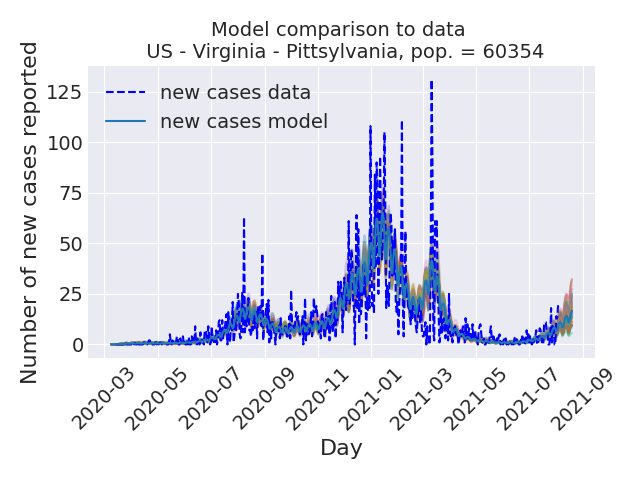 Model comparison to data
US - Virginia - Pittsylvania, pop. = 60354
Number of new cases reported
125
100
75
50
25
0
new cases data
new cases model
2020-03
2020-05
2020-07
2020-09
2020-11
2021-01
2021-03
2021-05
2021-07
2021-09
Day